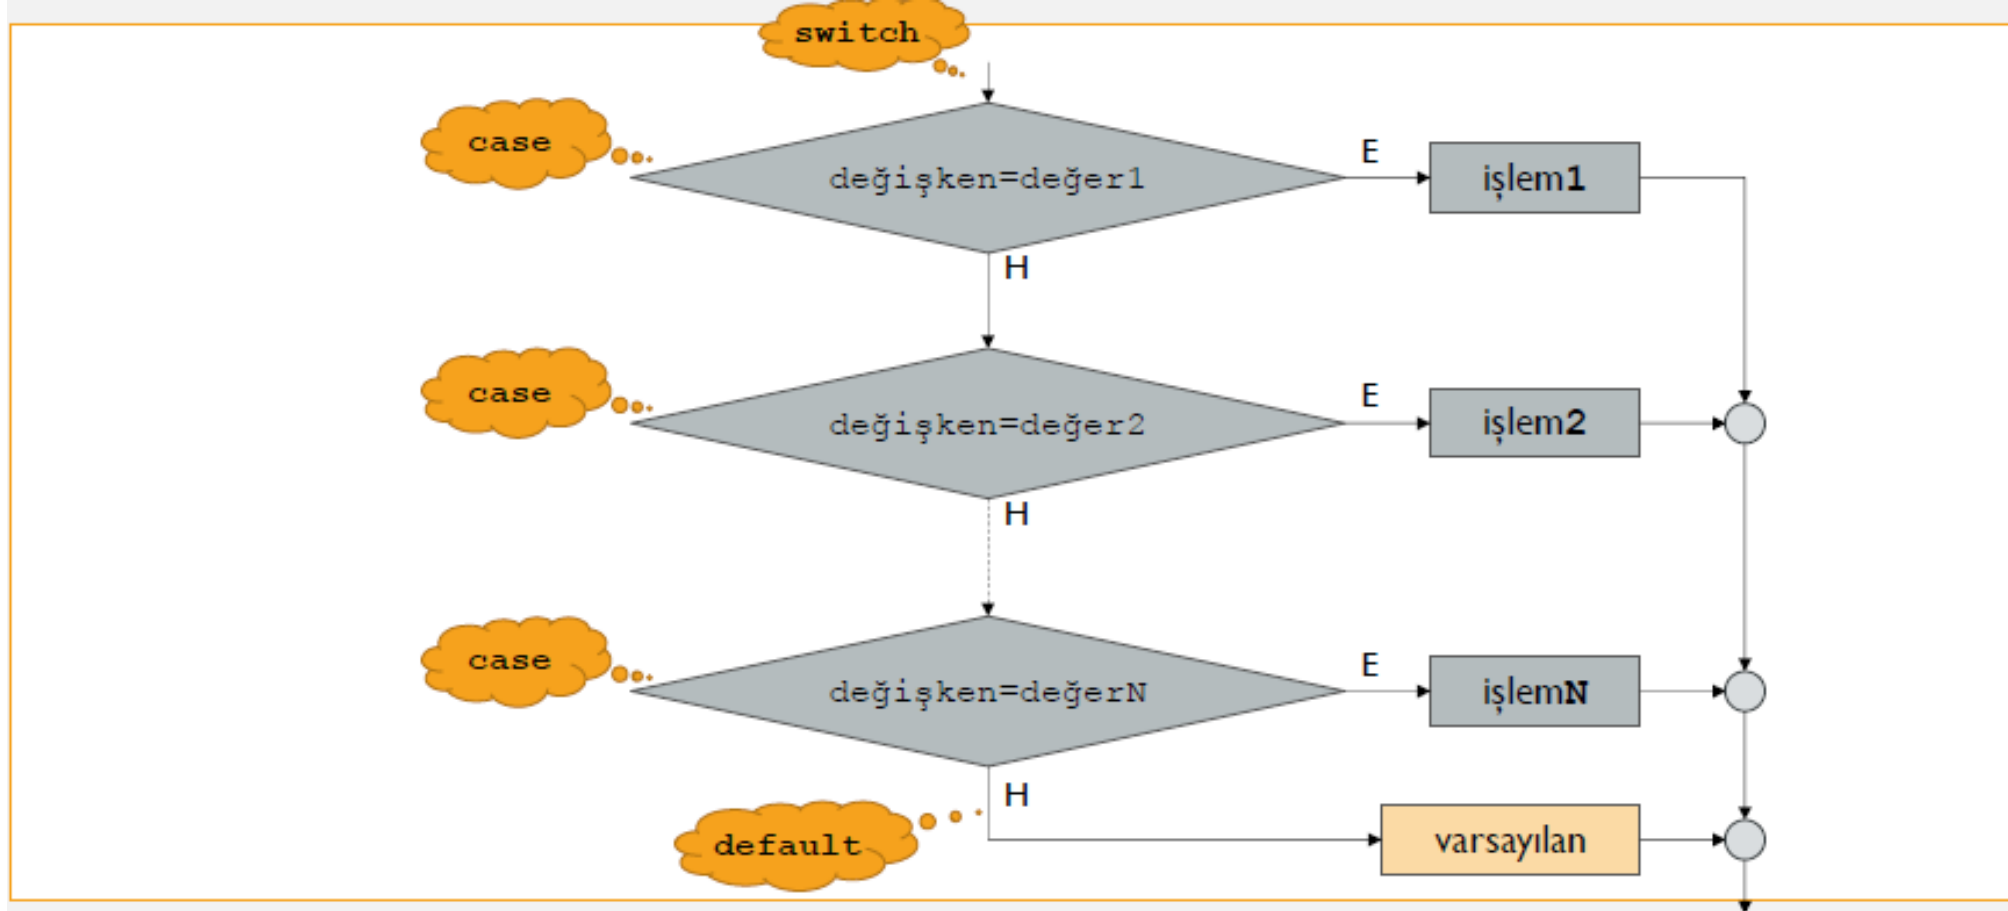 switch
case
değişken=değer1
E
işlem1
H
case
değişken=değer2
E
işlem2
H
case
değişken=değerN
E
işlemN
H
default
varsayılan